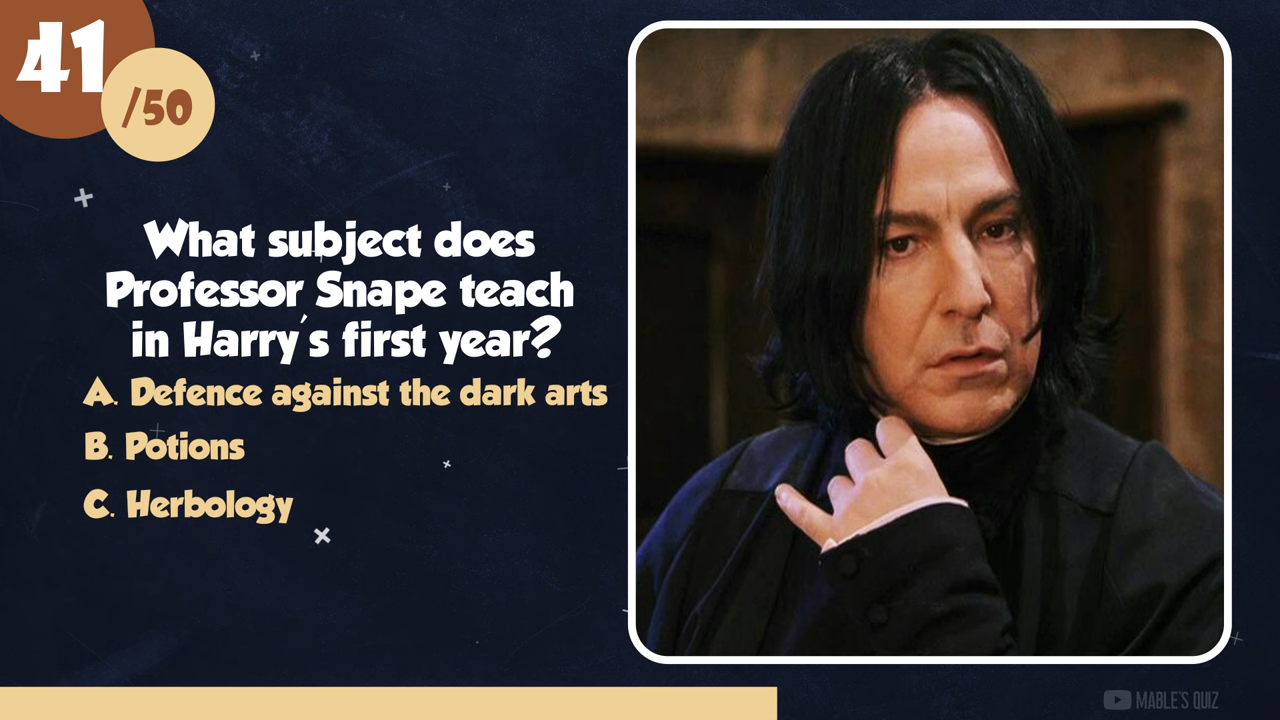 41
/50
What subject does
Professor Snape teach
in Harry's first year?
A. Defence against the dark arts
B. Potions
C. Herbology
MABLE'S QUIZ